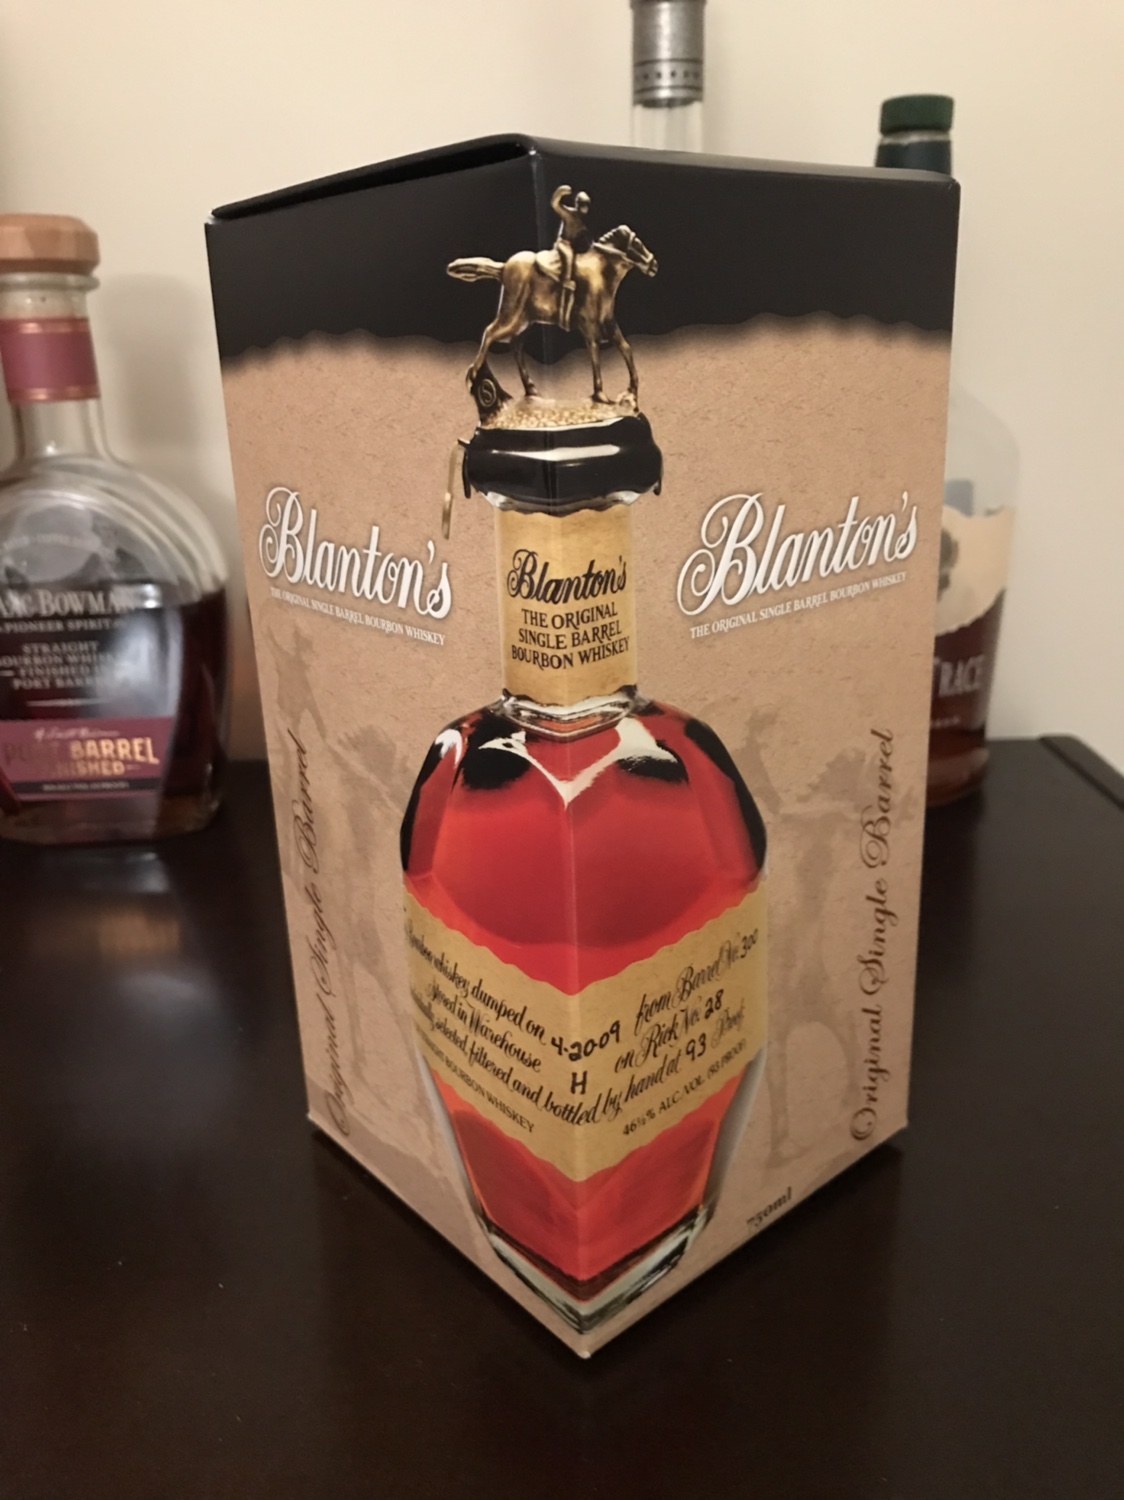 Blanton's
THE ORIGINAL SINGLE BARREL BOURBON WHISKEY
Blanton's
THE ORIGINAL
SINGLE BARREL
BOURBON WHISKEY
Blanton's
THE ORIGINAL SINGLE BARREL BOURBON WHISKEY
Original Single Barrel
Original Single Barrel
whiskey dumped on 4-20-09 from Barrel No. 300
stored in Warehouse H on Rick No. 28
selected, filtered and bottled by hand at 93 Proof
BOURBON WHISKEY
46½% ALC./VOL. (93 PROOF)
750ml
BOWMAN
PIONEER SPIRIT
STRAIGHT
BOURBON WHISKEY
FINISHED
PORT BARREL
PORT BARREL
FINISHED
TRACE